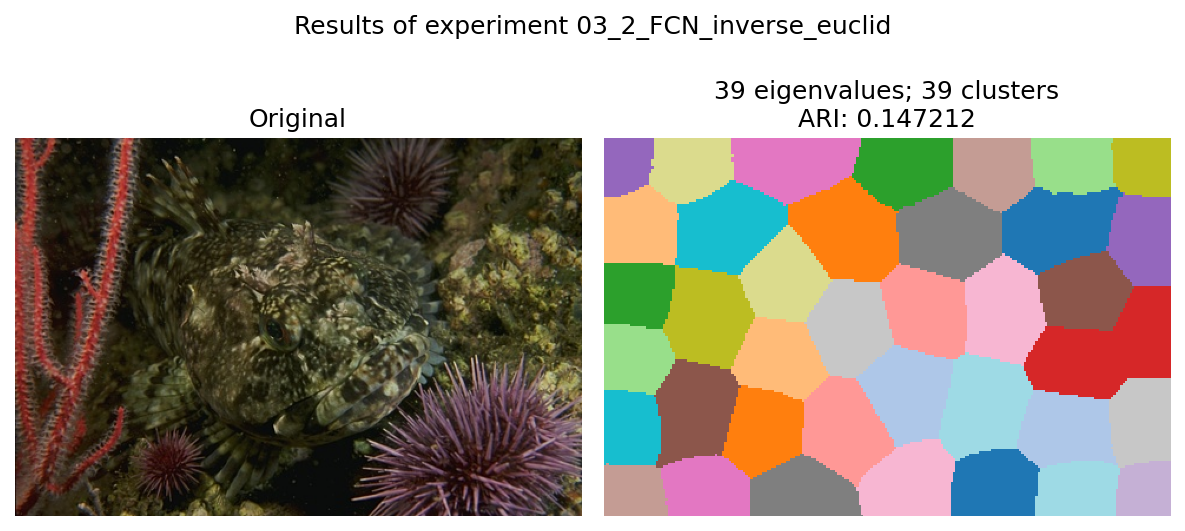 Results of experiment 03_2_FCN_inverse_euclid
Original
39 eigenvalues; 39 clusters
ARI: 0.147212